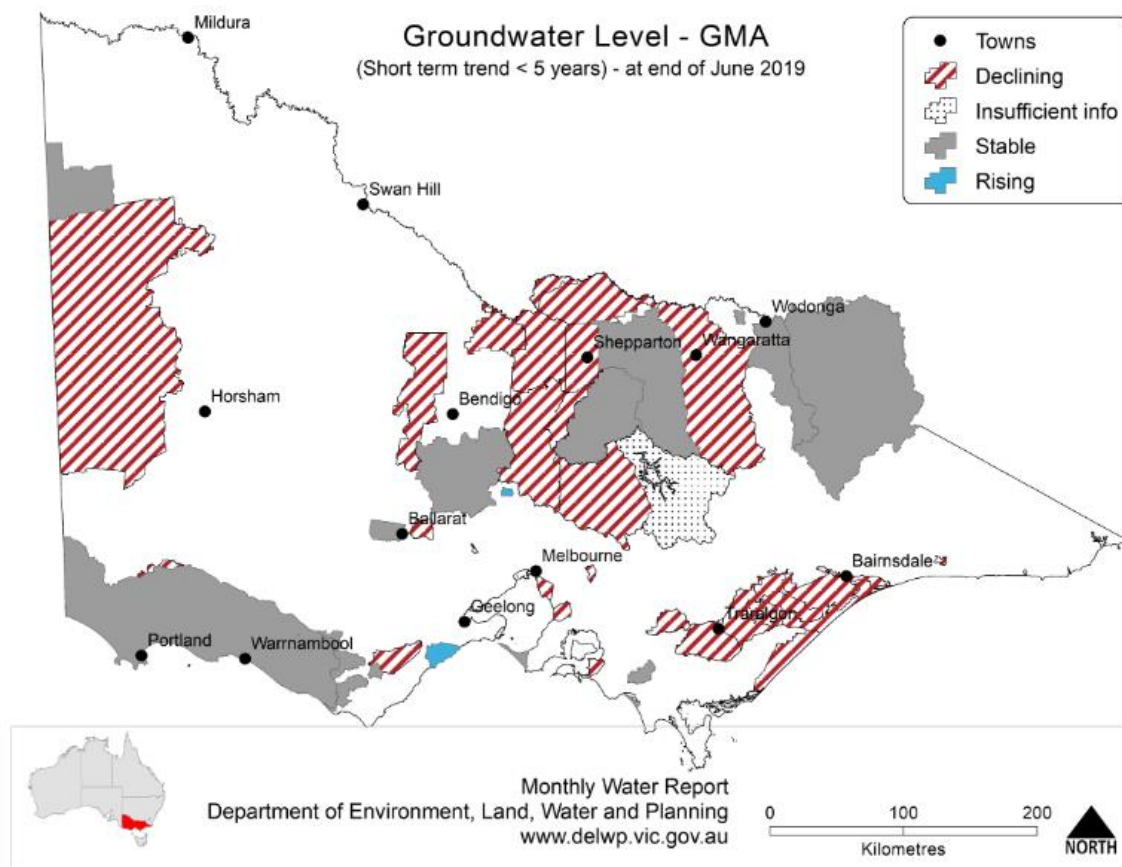 Mildura
Groundwater Level - GMA
(Short term trend < 5 years) - at end of June 2019
Towns
Declining
Insufficient info
Stable
Rising
Swan Hill
Wodonga
Shepparton
Wangaratta
Horsham
Bendigo
Ballarat
Melbourne
Bairnsdale
Geelong
Traralgon
Portland
Warrnambool
Monthly Water Report
Department of Environment, Land, Water and Planning
www.delwp.vic.gov.au
0 100 200
Kilometres
NORTH